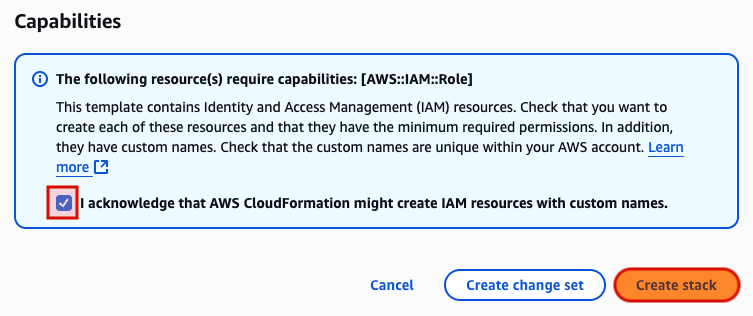 Capabilities
The following resource(s) require capabilities: [AWS::IAM::Role]
This template contains Identity and Access Management (IAM) resources. Check that you want to
create each of these resources and that they have the minimum required permissions. In addition,
they have custom names. Check that the custom names are unique within your AWS account. Learn
more
I acknowledge that AWS CloudFormation might create IAM resources with custom names.
Cancel Create change set Create stack